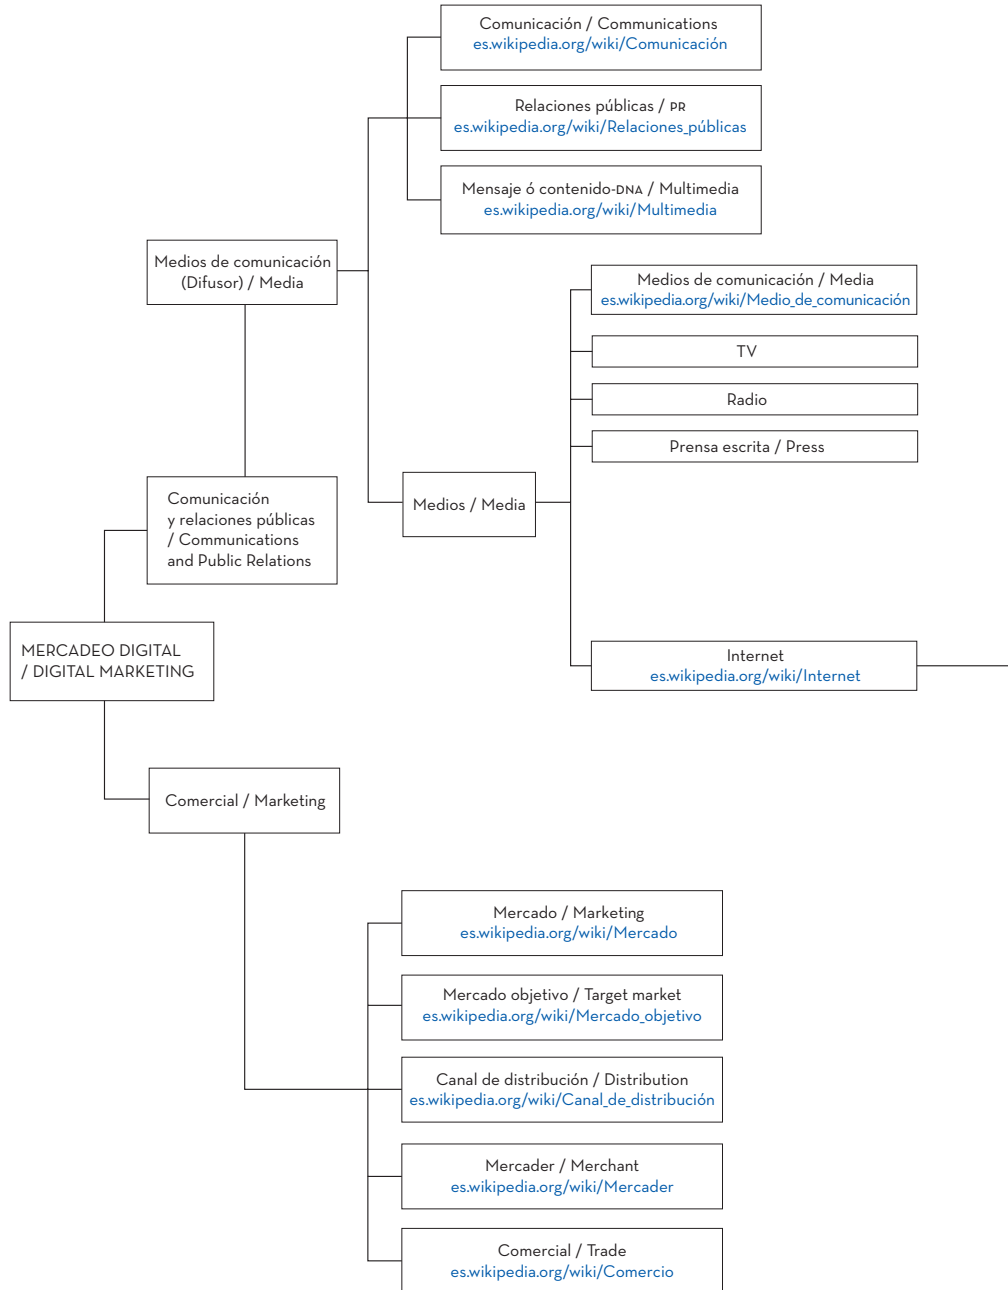 Comunicación / Communications
es.wikipedia.org/wiki/Comunicación
Relaciones públicas / PR
es.wikipedia.org/wiki/Relaciones_públicas
Mensaje ó contenido-DNA / Multimedia
es.wikipedia.org/wiki/Multimedia
Medios de comunicación
(Difusor) / Media
Medios de comunicación / Media
es.wikipedia.org/wiki/Medio_de_comunicación
TV
Radio
Prensa escrita / Press
Medios / Media
Comunicación
y relaciones públicas
/ Communications
and Public Relations
MERCADEO DIGITAL
/ DIGITAL MARKETING
Internet
es.wikipedia.org/wiki/Internet
Comercial / Marketing
Mercado / Marketing
es.wikipedia.org/wiki/Mercado
Mercado objetivo / Target market
es.wikipedia.org/wiki/Mercado_objetivo
Canal de distribución / Distribution
es.wikipedia.org/wiki/Canal_de_distribución
Mercader / Merchant
es.wikipedia.org/wiki/Mercader
Comercial / Trade
es.wikipedia.org/wiki/Comercio